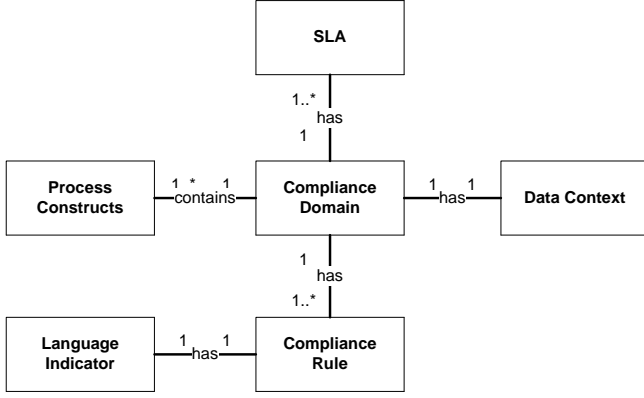 SLA
1..*
has
1
Process
Constructs
1 * 1
contains
Compliance
Domain
1 1
has
Data Context
1
has
1..*
Language
Indicator
1 1
has
Compliance
Rule